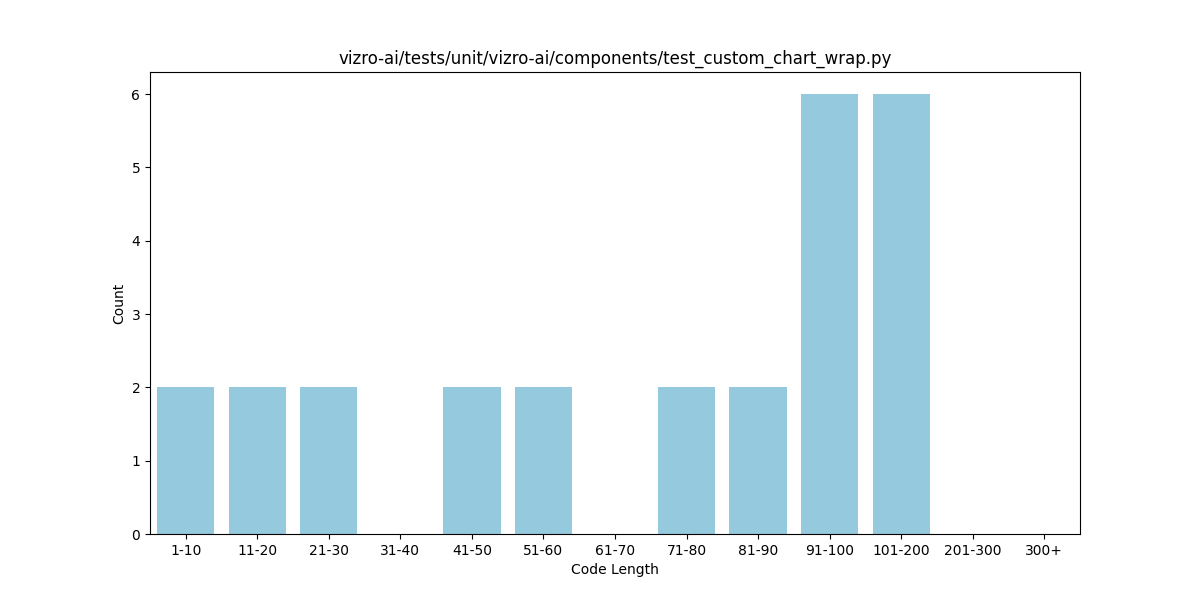 vizro-ai/tests/unit/vizro-ai/components/test_custom_chart_wrap.py
6
5
4
3
2
1
0
Count
1-10 11-20 21-30 31-40 41-50 51-60 61-70 71-80 81-90 91-100 101-200 201-300 300+
Code Length